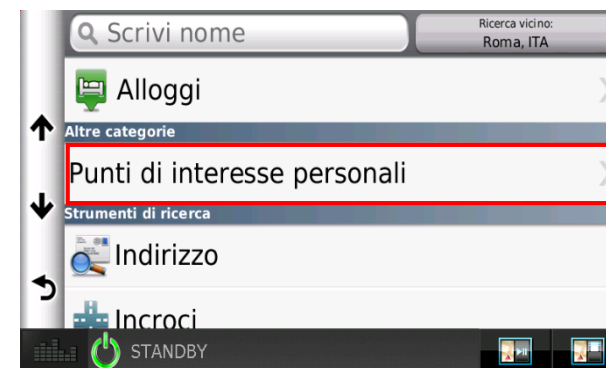 Scrivi nome
Ricerca vicino:
Roma, ITA
Alloggi
Altre categorie
Punti di interesse personali
Strumenti di ricerca
Indirizzo
Incroci
STANDBY